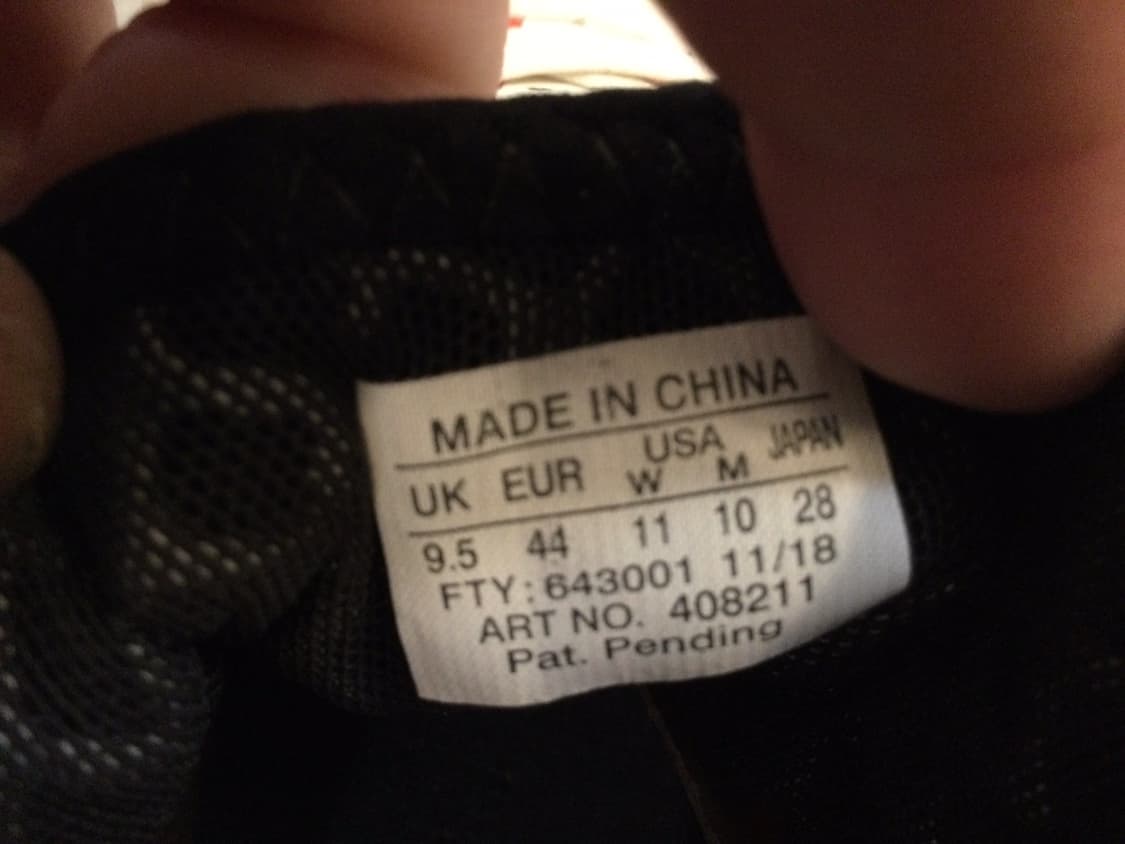 MADE IN CHINA
USA JAPAN
UK EUR W M
9.5 44 11 10 28
FTY:643001 11/18
ART NO. 408211
Pat. Pending